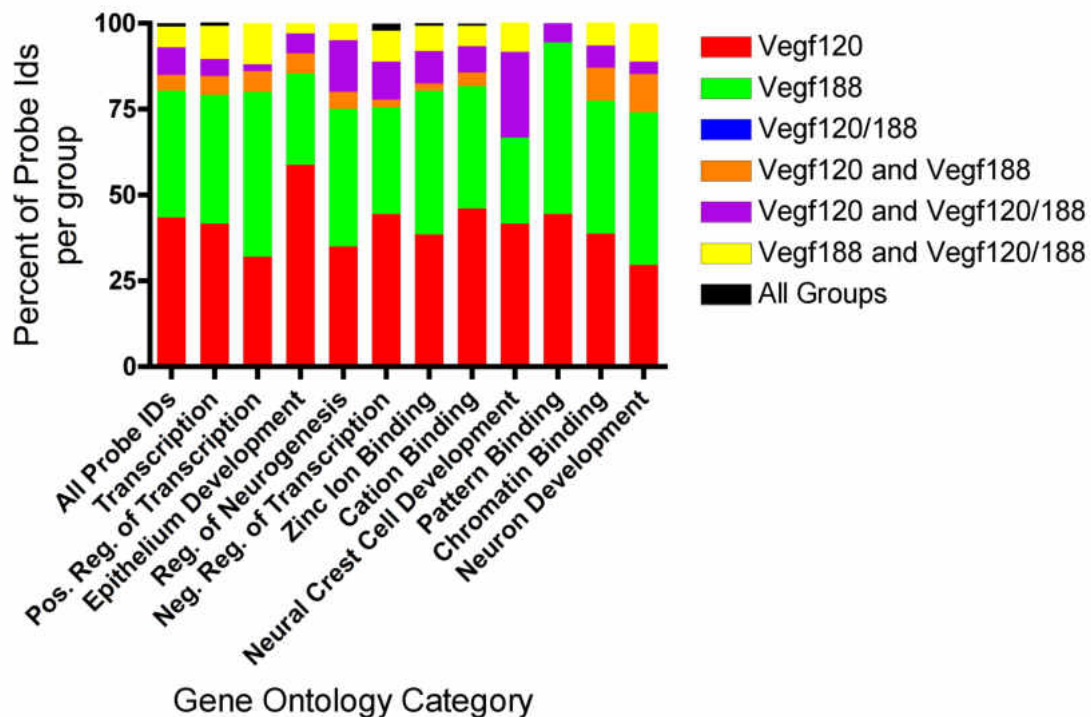 Percent of Probe Ids
per group
100
75
50
25
0
All Probe IDs
Transcription
Pos. Reg. of Transcription
Epithelium Development
Reg. of Neurogenesis
Neg. Reg. of Transcription
Zinc Ion Binding
Cation Binding
Neural Crest Cell Development
Pattern Binding
Chromatin Binding
Neuron Development
Gene Ontology Category
Vegf120
Vegf188
Vegf120/188
Vegf120 and Vegf188
Vegf120 and Vegf120/188
Vegf188 and Vegf120/188
All Groups